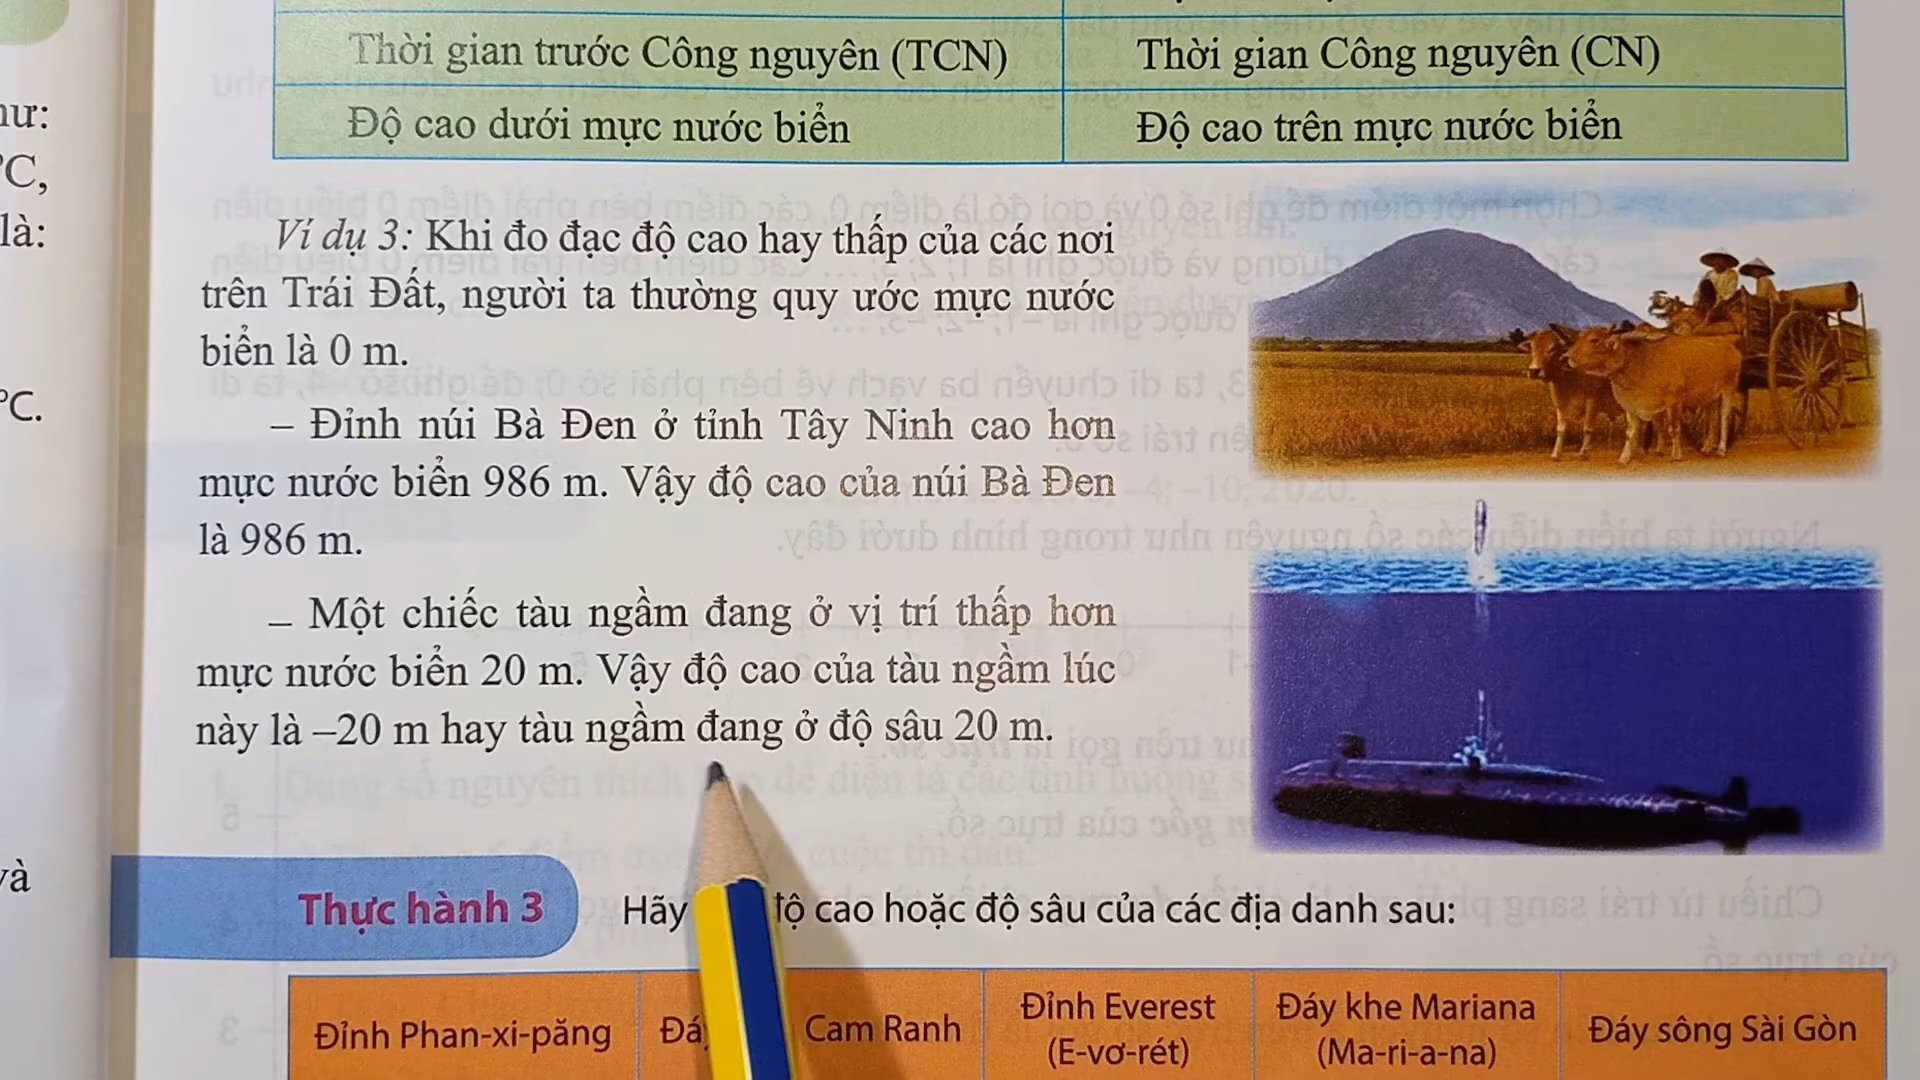 Thời gian trước Công nguyên (TCN)
Thời gian Công nguyên (CN)
Độ cao dưới mực nước biển
Độ cao trên mực nước biển
ư:
°C,
là:
°C.
và
Ví dụ 3: Khi đo đạc độ cao hay thấp của các nơi
trên Trái Đất, người ta thường quy ước mực nước
biển là 0 m.
– Đỉnh núi Bà Đen ở tỉnh Tây Ninh cao hơn
mực nước biển 986 m. Vậy độ cao của núi Bà Đen
là 986 m.
– Một chiếc tàu ngầm đang ở vị trí thấp hơn
mực nước biển 20 m. Vậy độ cao của tàu ngầm lúc
này là –20 m hay tàu ngầm đang ở độ sâu 20 m.
Thực hành 3 Hãy độ cao hoặc độ sâu của các địa danh sau:
Đỉnh Phan-xi-păng
Cam Ranh
Đỉnh Everest
(E-vơ-rét)
Đáy khe Mariana
(Ma-ri-a-na)
Đáy sông Sài Gòn